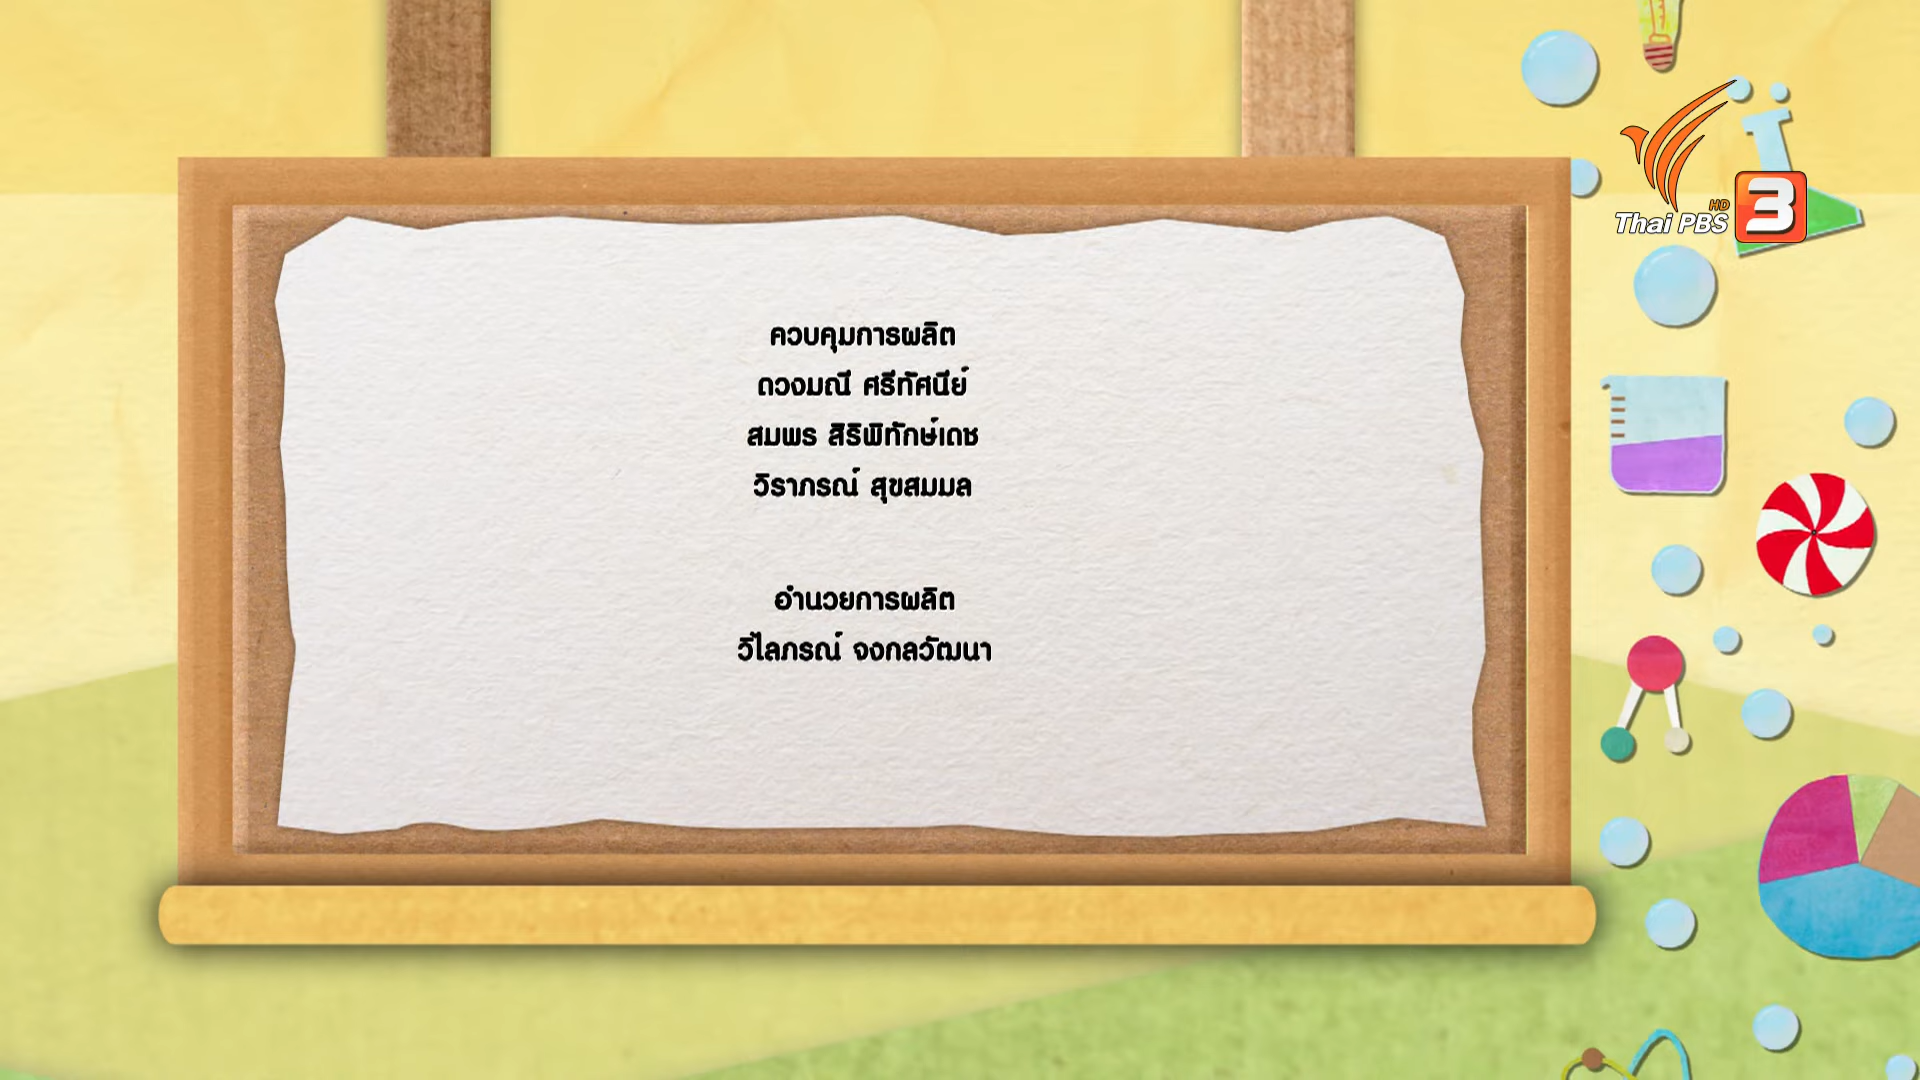 ควบคุมการผลิต
ดวงมณี ศรีทัศนีย์
สมพร สิริพิทักษ์เดช
วิราภรณ์ สุขสมมล
อำนวยการผลิต
วิไลภรณ์ จงกลวัฒนา
HD
Thai PBS 3